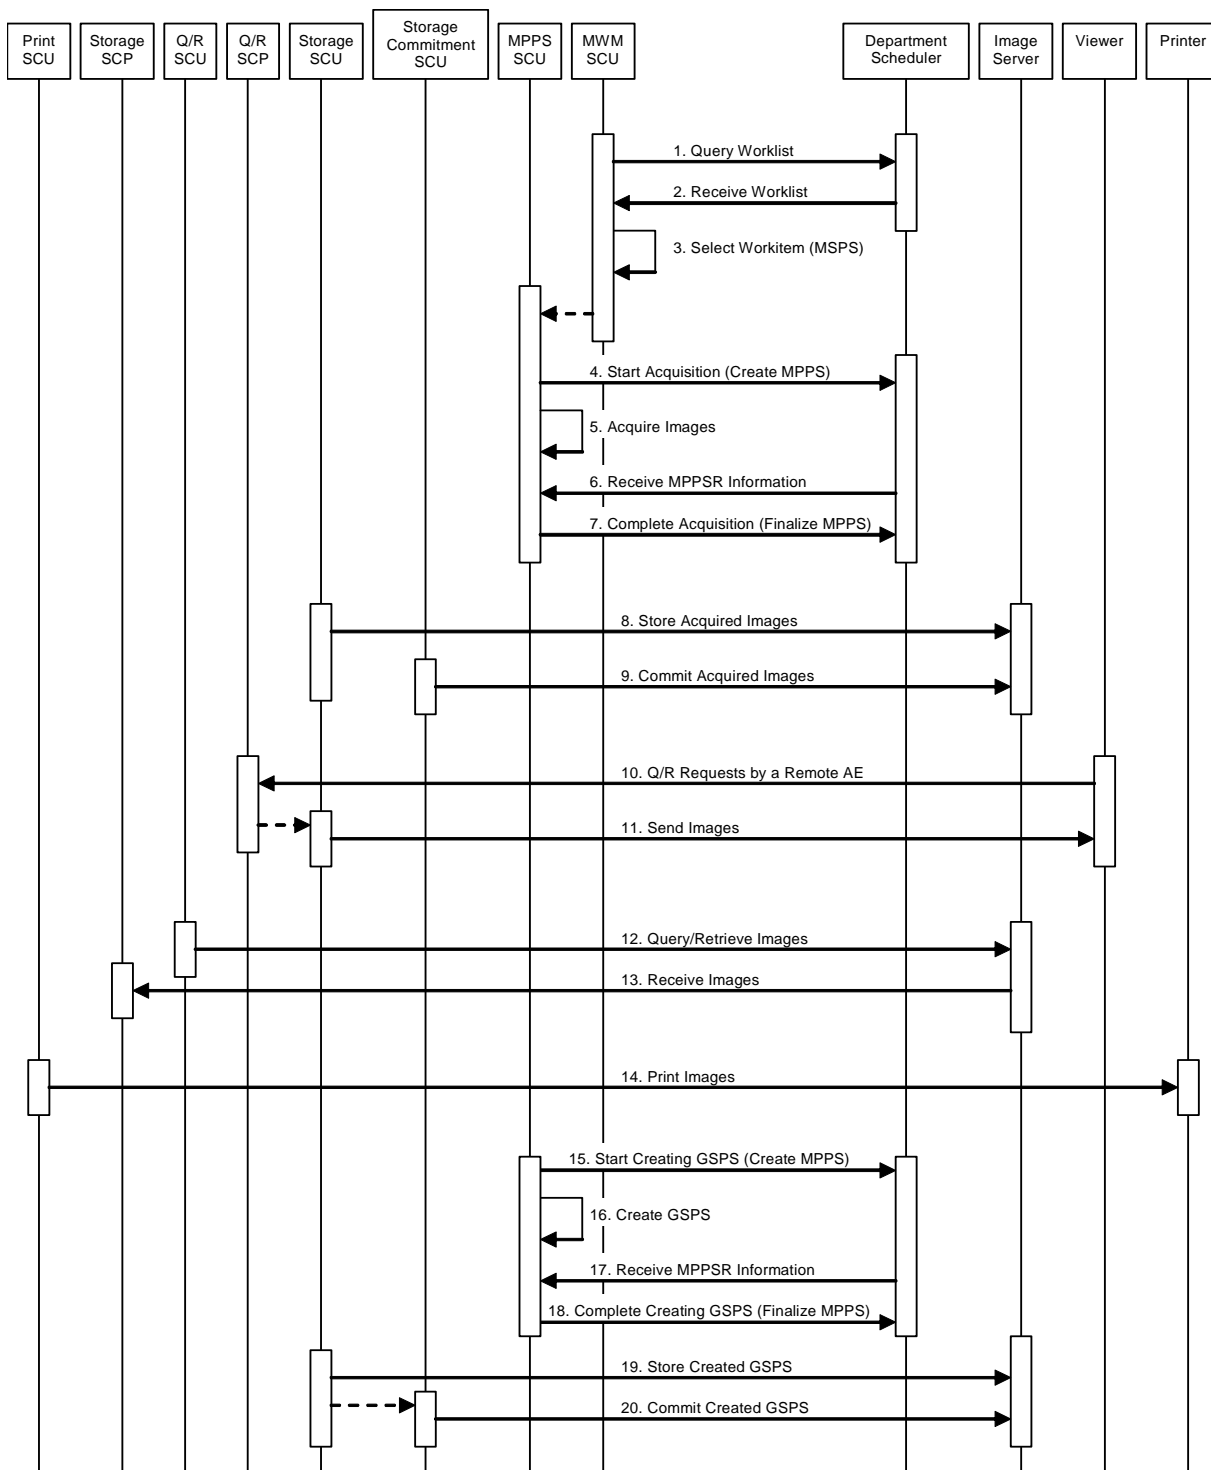 Print
SCU
Storage
SCP
Q/R
SCU
Q/R
SCP
Storage
SCU
Storage
Commitment
SCU
MPPS
SCU
MWM
SCU
Department
Scheduler
Image
Server
Viewer
Printer
1. Query Worklist
2. Receive Worklist
3. Select Workitem (MSPS)
4. Start Acquisition (Create MPPS)
5. Acquire Images
6. Receive MPPSR Information
7. Complete Acquisition (Finalize MPPS)
8. Store Acquired Images
9. Commit Acquired Images
10. Q/R Requests by a Remote AE
11. Send Images
12. Query/Retrieve Images
13. Receive Images
14. Print Images
15. Start Creating GSPS (Create MPPS)
16. Create GSPS
17. Receive MPPSR Information
18. Complete Creating GSPS (Finalize MPPS)
19. Store Created GSPS
20. Commit Created GSPS